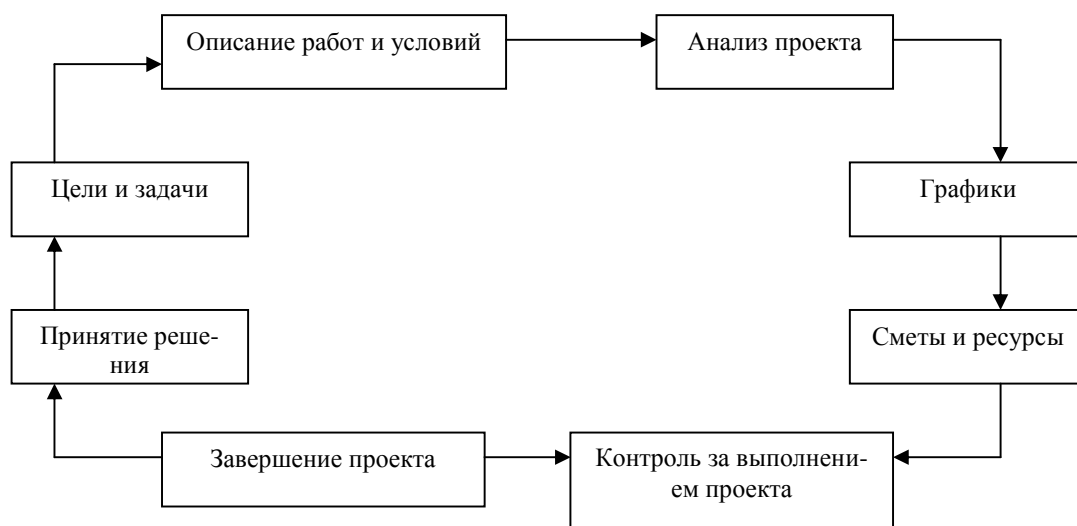 Описание работ и условий
Анализ проекта
Цели и задачи
Графики
Принятие реше-
ния
Сметы и ресурсы
Завершение проекта
Контроль за выполнени-
ем проекта